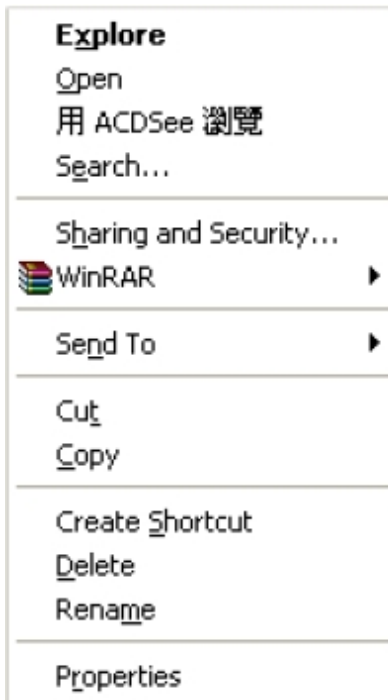 Explore
Open
用 ACDSee 瀏覽
Search...
Sharing and Security...
WinRAR
Send To
Cut
Copy
Create Shortcut
Delete
Rename
Properties